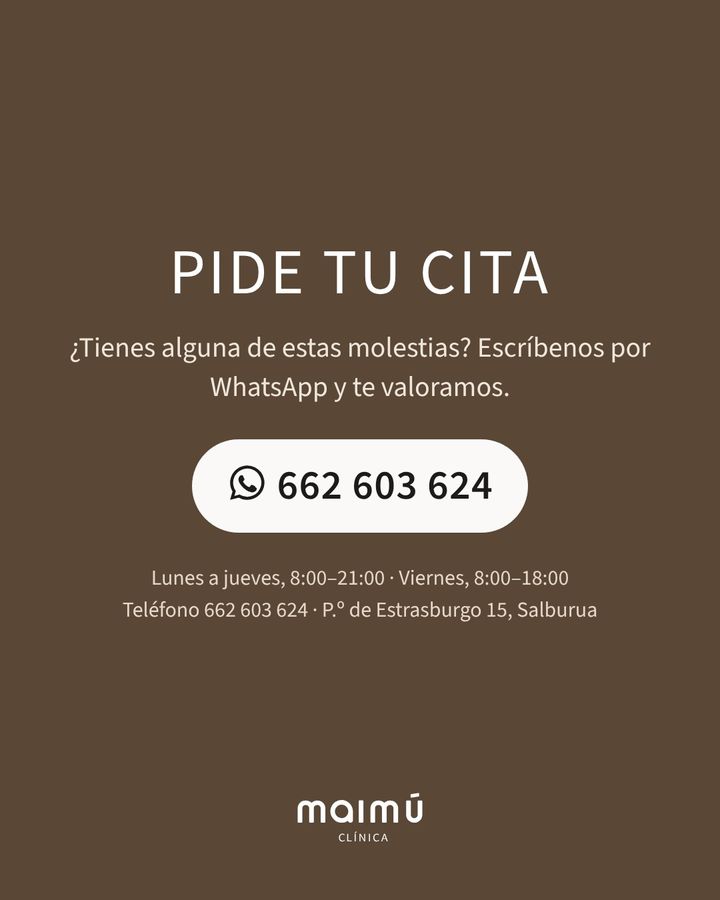 PIDE TU CITA
¿Tienes alguna de estas molestias? Escríbenos por
WhatsApp y te valoramos.
662 603 624
Lunes a jueves, 8:00–21:00 · Viernes, 8:00–18:00
Teléfono 662 603 624 · P.º de Estrasburgo 15, Salburua
maimú
CLÍNICA